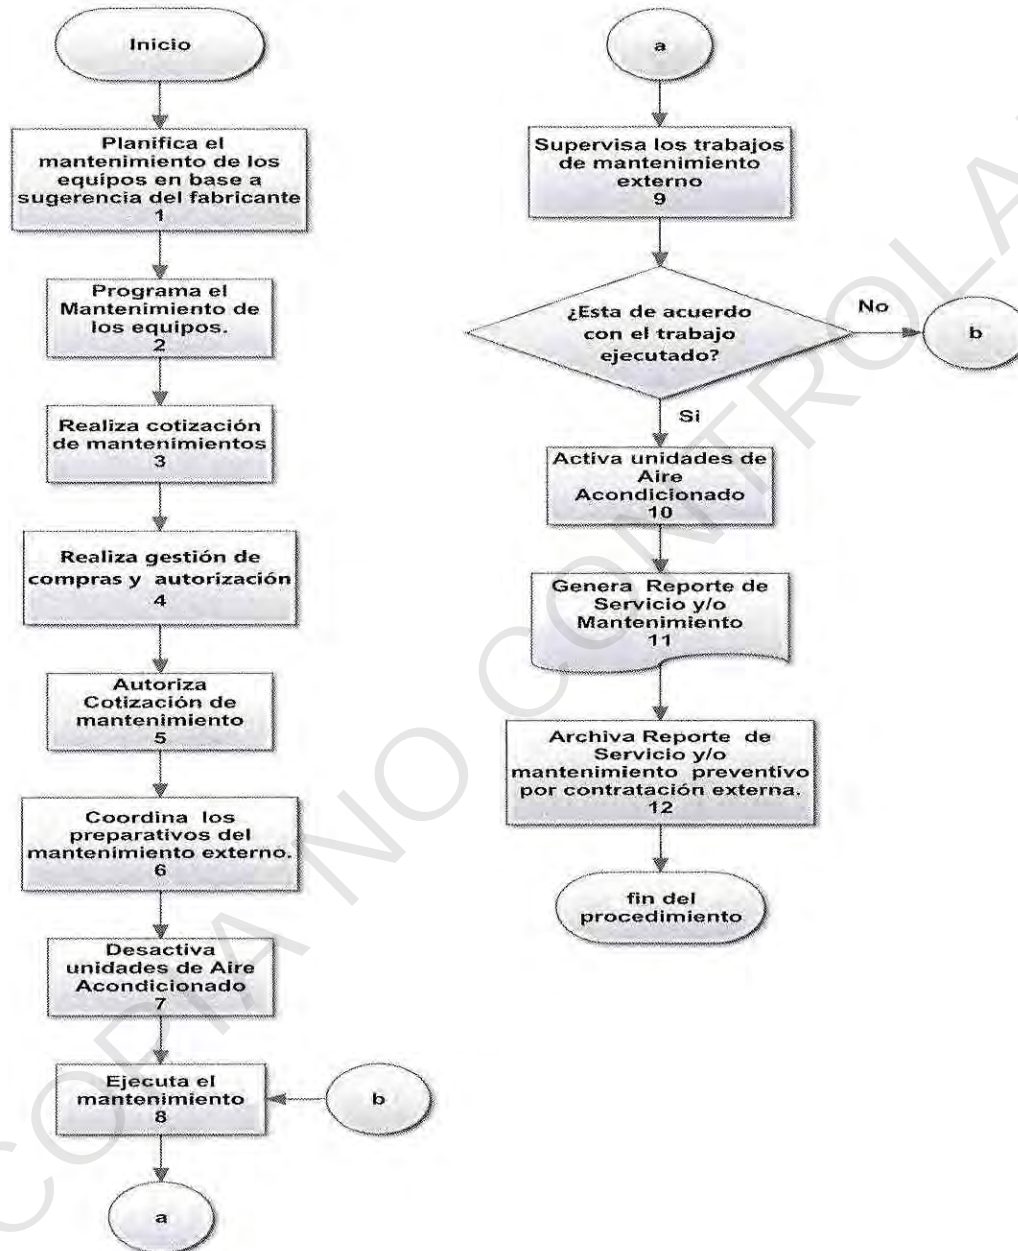 Inicio
Planifica el
mantenimiento de los
equipos en base a
sugerencia del fabricante
1
Programa el
Mantenimiento de
los equipos.
2
Realiza cotización
de mantenimientos
3
Realiza gestión de
compras y autorización
4
Autoriza
Cotización de
mantenimiento
5
Coordina los
preparativos del
mantenimiento externo.
6
Desactiva
unidades de Aire
Acondicionado
7
Ejecuta el
mantenimiento
8
b
a
a
Supervisa los trabajos
de mantenimiento
externo
9
¿Esta de acuerdo
con el trabajo
ejecutado?
No
b
Si
Activa unidades de
Aire
Acondicionado
10
Genera Reporte de
Servicio y/o
Mantenimiento
11
Archiva Reporte de
Servicio y/o
mantenimiento preventivo
por contratación externa.
12
fin del
procedimiento
COPIA NO CONTROLA